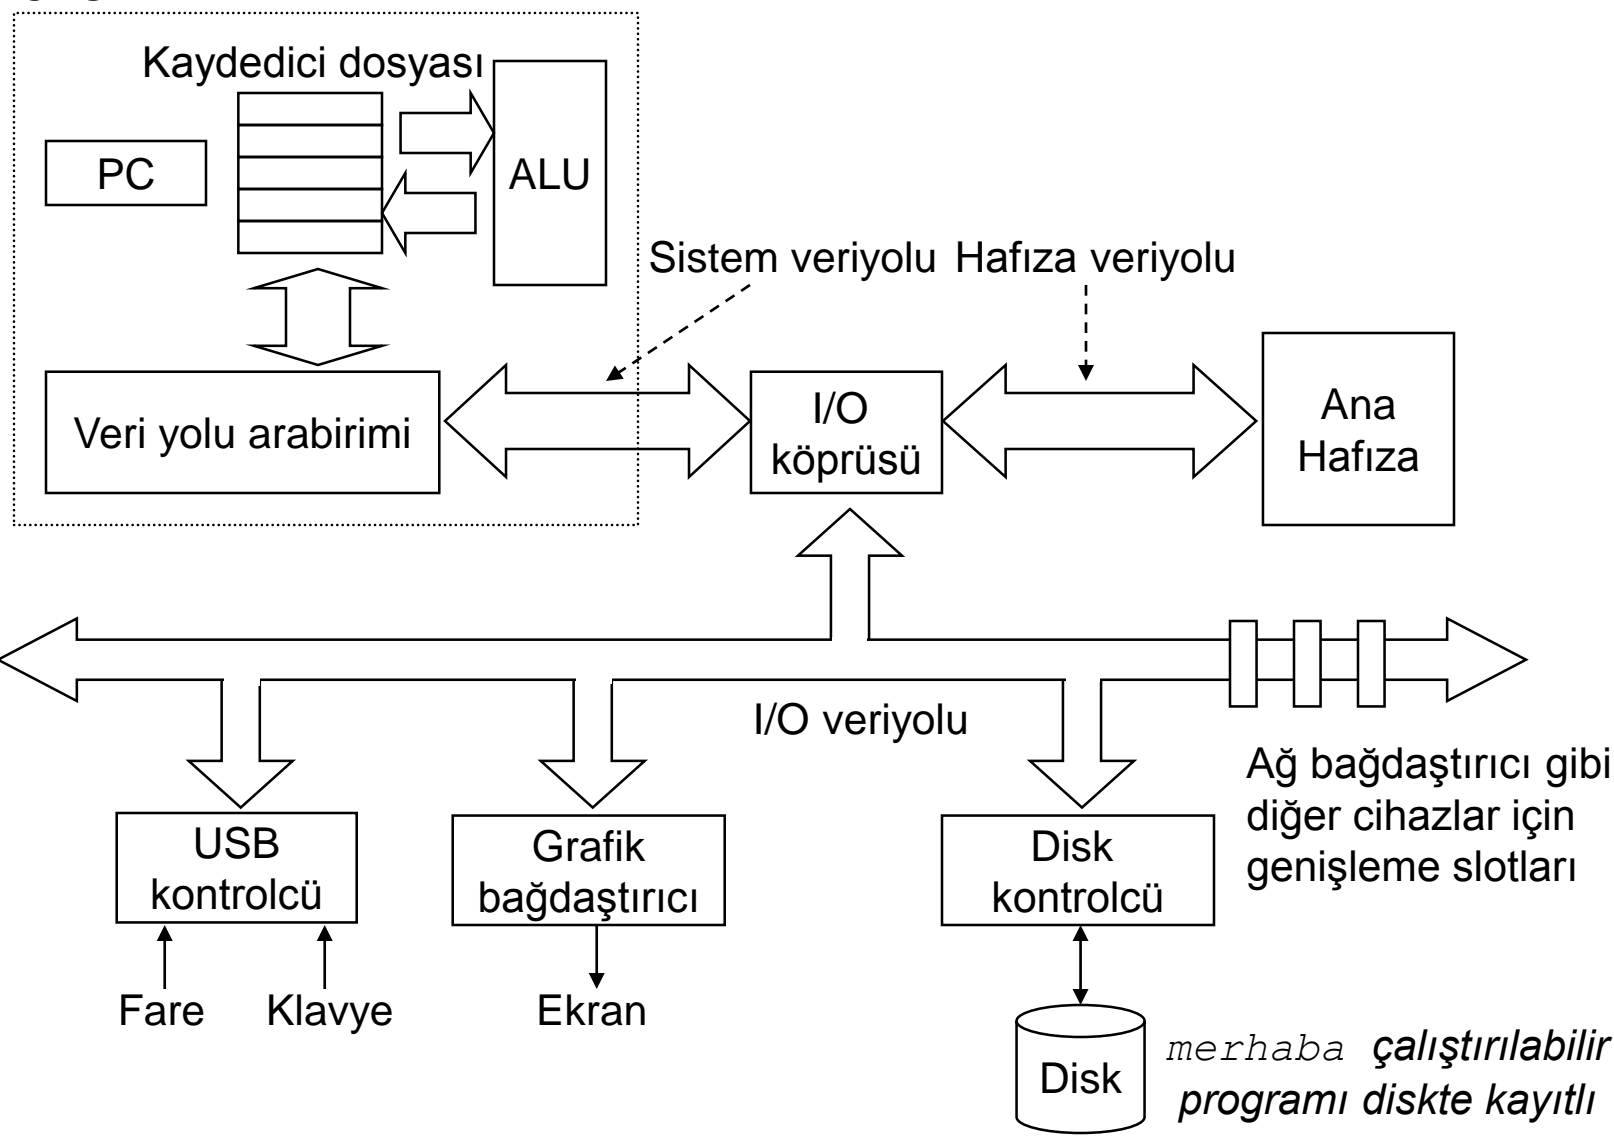 Kaydedici dosyası
PC
ALU
Sistem veriyolu
Hafıza veriyolu
Veri yolu arabirimi
I/O
köprüsü
Ana
Hafıza
I/O veriyolu
USB
kontrolcü
Grafik
bağdaştırıcı
Disk
kontrolcü
Ağ bağdaştırıcı gibi
diğer cihazlar için
genişleme slotları
Fare
Klavye
Ekran
Disk
merhaba çalıştırılabilir
programı diskte kayıtlı